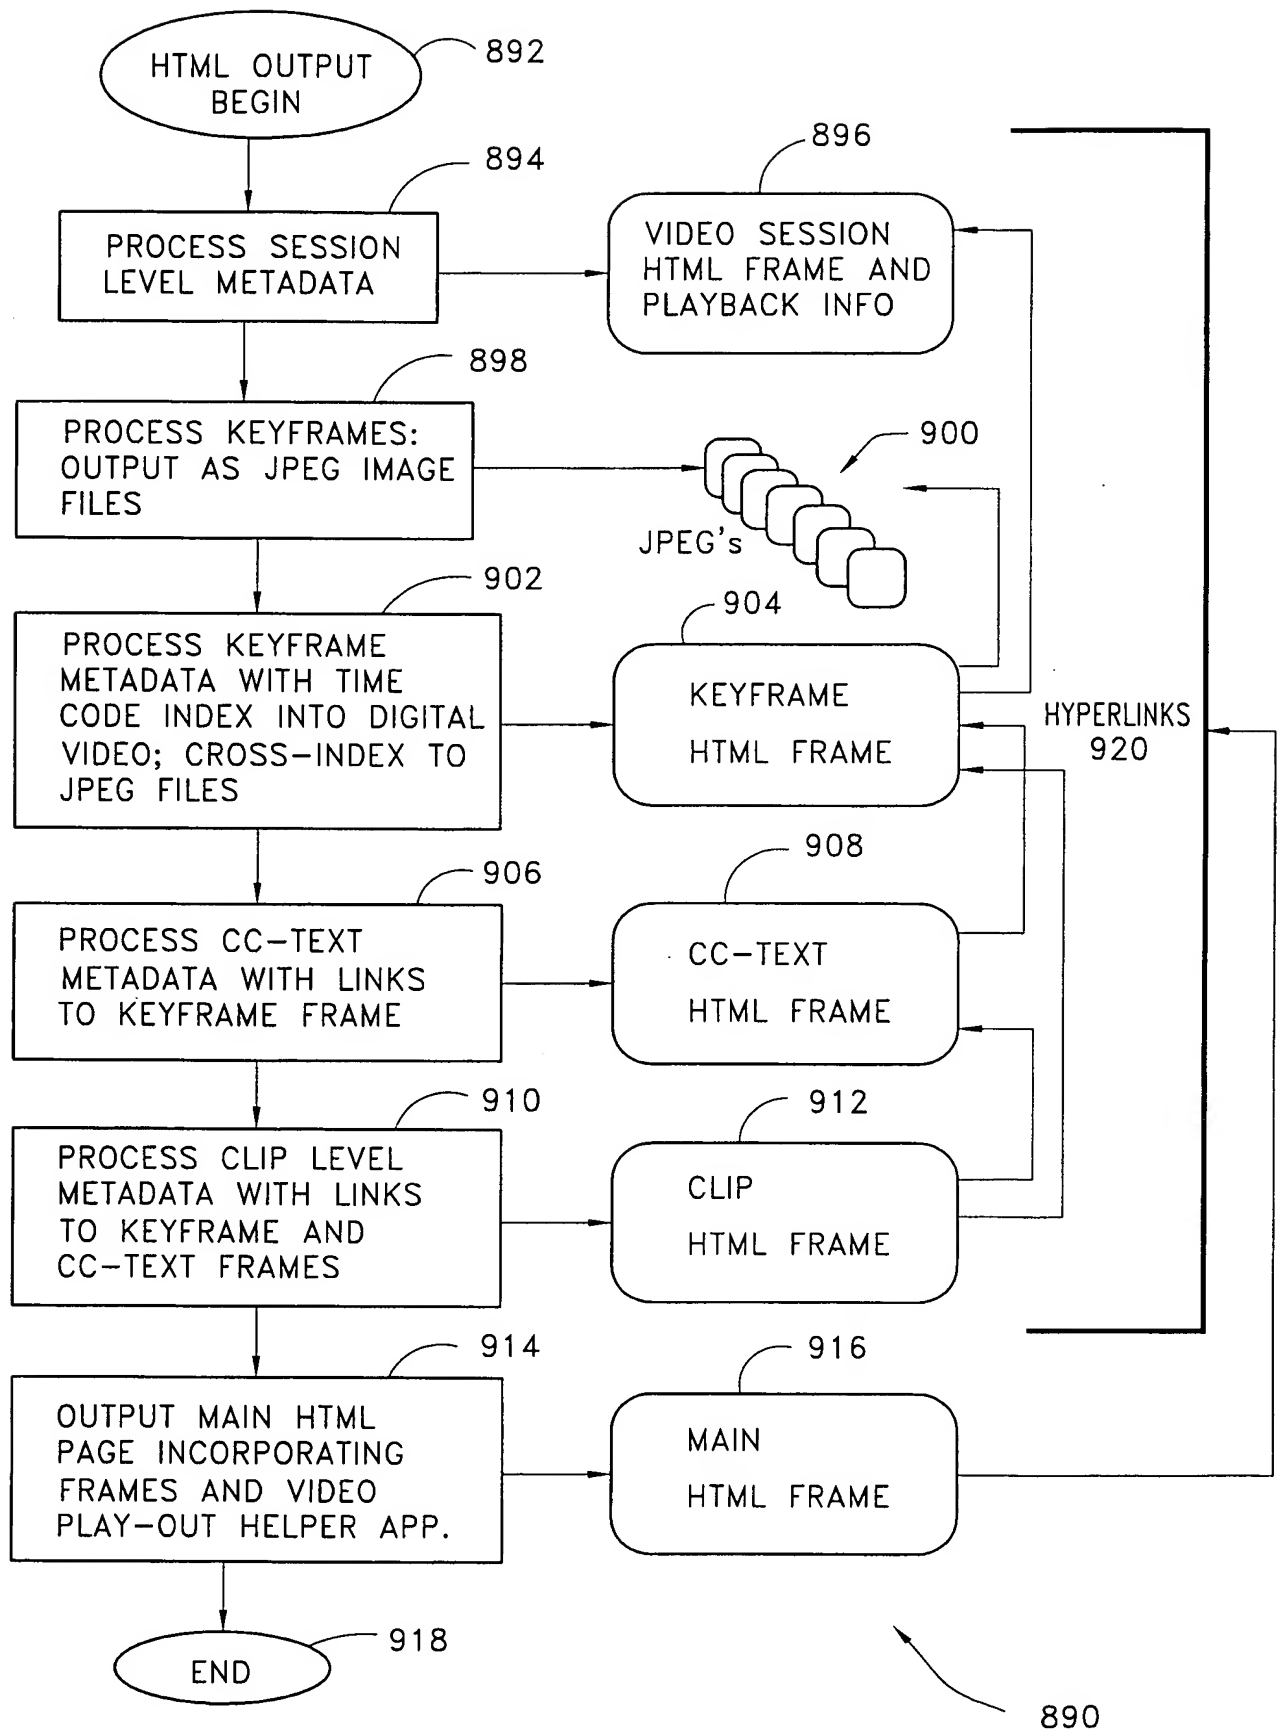 HTML OUTPUT
BEGIN
892
894
PROCESS SESSION
LEVEL METADATA
896
VIDEO SESSION
HTML FRAME AND
PLAYBACK INFO
898
PROCESS KEYFRAMES:
OUTPUT AS JPEG IMAGE
FILES
900
JPEG's
902
PROCESS KEYFRAME
METADATA WITH TIME
CODE INDEX INTO DIGITAL
VIDEO; CROSS-INDEX TO
JPEG FILES
904
KEYFRAME
HTML FRAME
HYPERLINKS
920
906
PROCESS CC-TEXT
METADATA WITH LINKS
TO KEYFRAME FRAME
908
CC-TEXT
HTML FRAME
910
PROCESS CLIP LEVEL
METADATA WITH LINKS
TO KEYFRAME AND
CC-TEXT FRAMES
912
CLIP
HTML FRAME
914
OUTPUT MAIN HTML
PAGE INCORPORATING
FRAMES AND VIDEO
PLAY-OUT HELPER APP.
916
MAIN
HTML FRAME
918
END
890